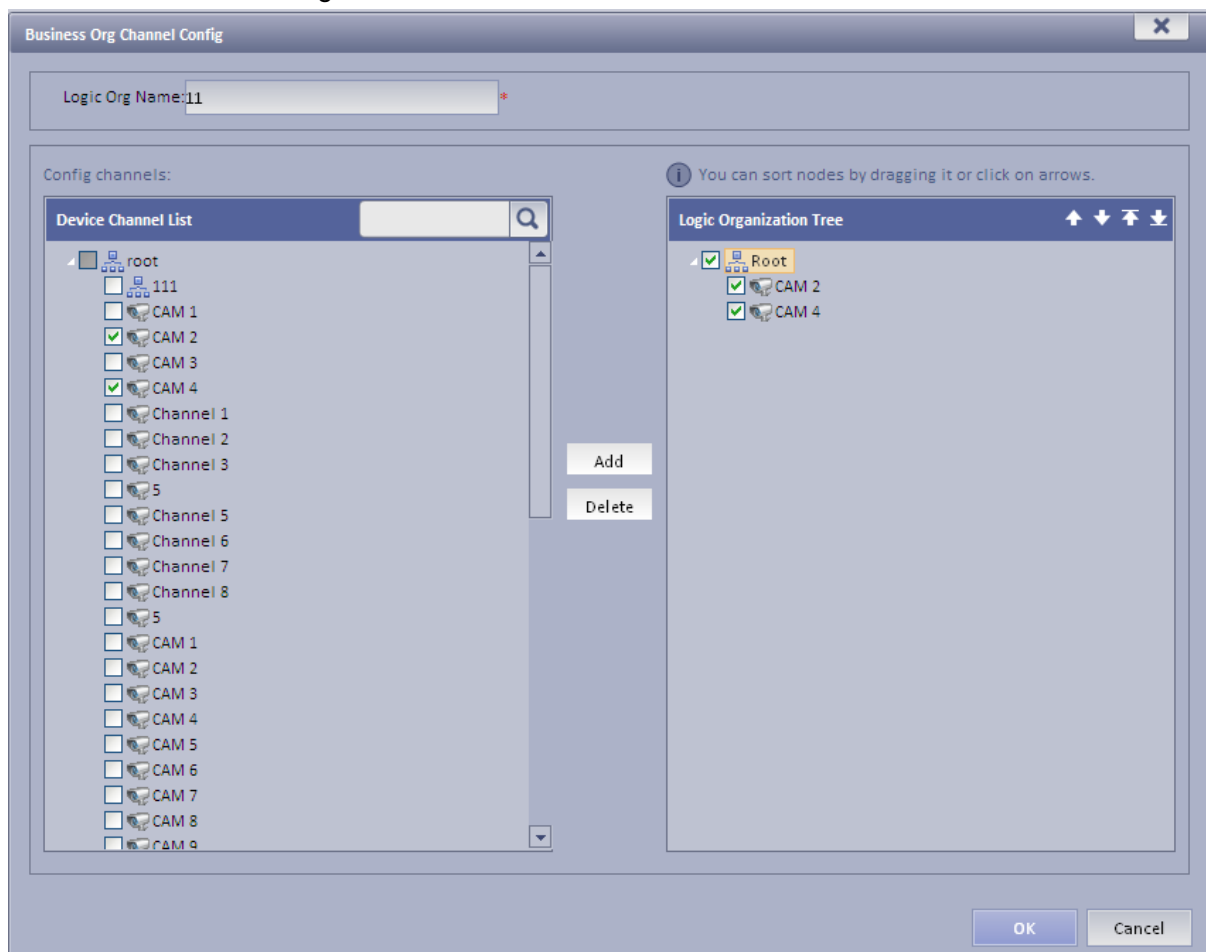 Business Org Channel Config
Logic Org Name: 11 *
Config channels:
You can sort nodes by dragging it or click on arrows.
Device Channel List
Logic Organization Tree
root
111
CAM 1
CAM 2
CAM 3
CAM 4
Channel 1
Channel 2
Channel 3
5
Channel 5
Channel 6
Channel 7
Channel 8
5
CAM 1
CAM 2
CAM 3
CAM 4
CAM 5
CAM 6
CAM 7
CAM 8
CAM 9
Add
Delete
Root
CAM 2
CAM 4
OK
Cancel